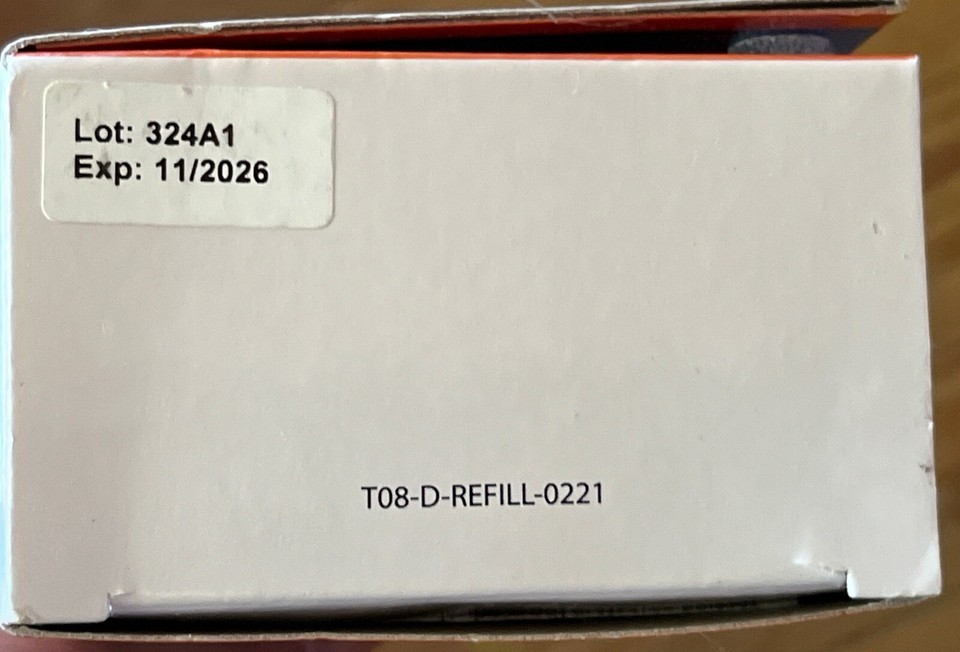 Lot: 324A1
Exp: 11/2026
T08-D-REFILL-0221